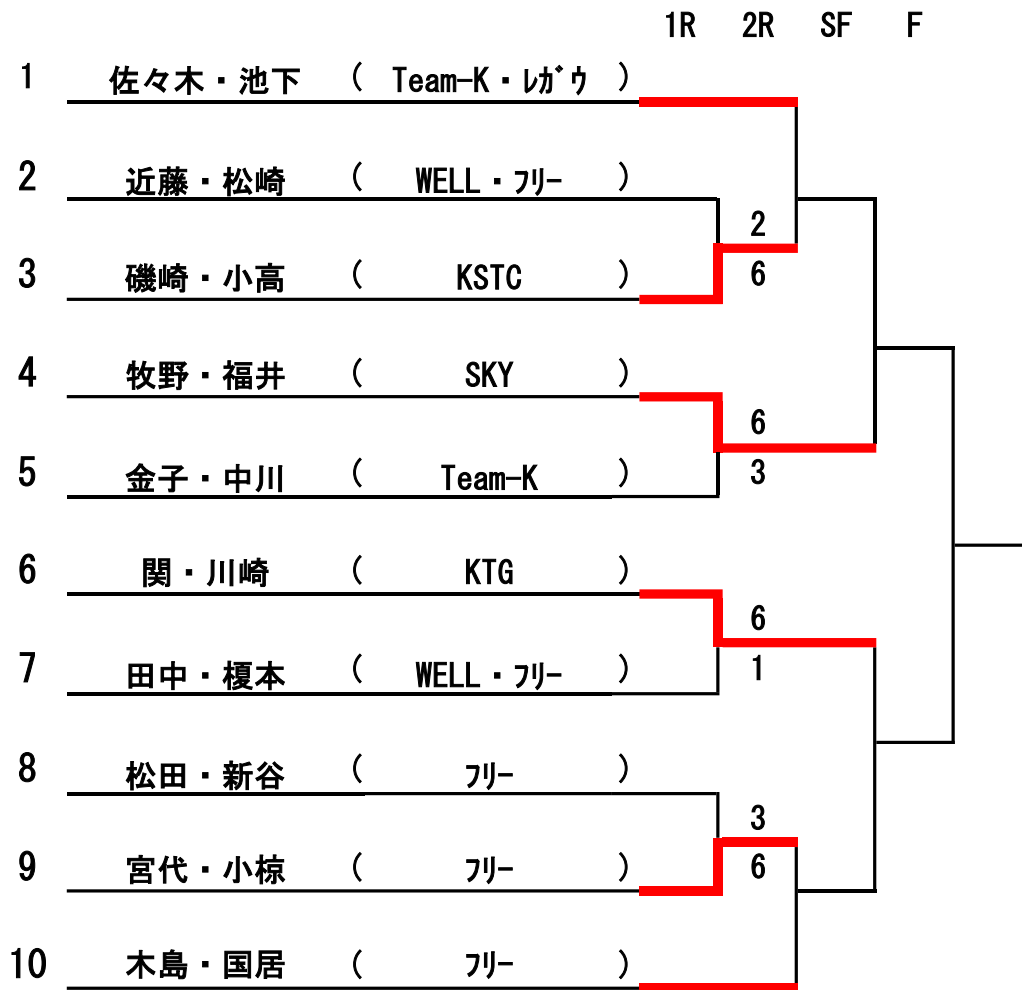 1R 2R SF F
1 佐々木・池下 ( Team-K・ﾚｶﾞｳ )
2 近藤・松崎 ( WELL・ﾌﾘｰ )
2
3 磯崎・小高 ( KSTC )
6
4 牧野・福井 ( SKY )
6
5 金子・中川 ( Team-K )
3
6 関・川崎 ( KTG )
6
7 田中・榎本 ( WELL・ﾌﾘｰ )
1
8 松田・新谷 ( ﾌﾘｰ )
3
9 宮代・小椋 ( ﾌﾘｰ )
6
10 木島・国居 ( ﾌﾘｰ )